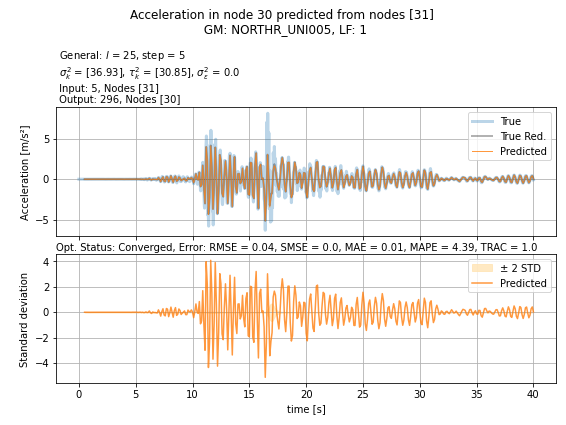 Acceleration in node 30 predicted from nodes [31]
GM: NORTHR_UNI005, LF: 1
General: l = 25, step = 5
σ²_k = [36.93], τ²_k = [30.85], σ²_ε = 0.0
Input: 5, Nodes [31]
Output: 296, Nodes [30]
True
True Red.
Predicted
Acceleration [m/s²]
5
0
−5
Opt. Status: Converged, Error: RMSE = 0.04, SMSE = 0.0, MAE = 0.01, MAPE = 4.39, TRAC = 1.0
± 2 STD
Predicted
Standard deviation
4
2
0
−2
−4
0 5 10 15 20 25 30 35 40
time [s]